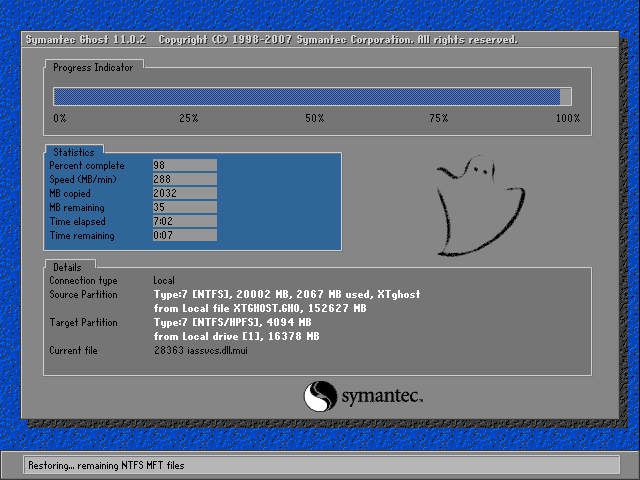 Symantec Ghost 11.0.2 Copyright (C) 1998-2007 Symantec Corporation. All rights reserved.
Progress Indicator
0% 25% 50% 75% 100%
Statistics
Percent complete 98
Speed (MB/min) 288
MB copied 2032
MB remaining 35
Time elapsed 7:02
Time remaining 0:07
Details
Connection type Local
Source Partition Type:7 [NTFS], 20002 MB, 2067 MB used, XTghost
from Local file XTGHOST.GHO, 152627 MB
Target Partition Type:7 [NTFS/HPFS], 4094 MB
from Local drive [1], 16378 MB
Current file 28363 iassvcs.dll.mui
symantec.
Restoring... remaining NTFS MFT files